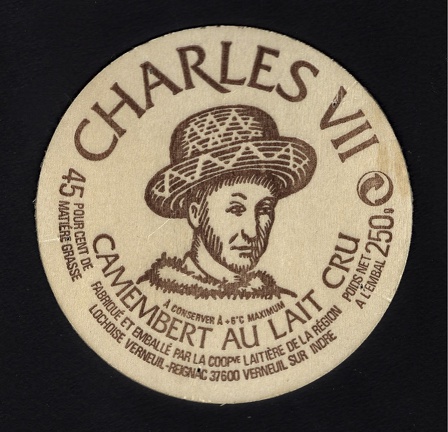 CHARLES VII
45
POUR CENT DE
MATIÈRE GRASSE
250g
POIDS NET
A L'EMBAL
À CONSERVER À +6°C MAXIMUM
CAMEMBERT AU LAIT CRU
FABRIQUÉ ET EMBALLÉ PAR LA COOPVE LAITIÈRE DE LA RÉGION
LOCHOISE VERNEUIL-REIGNAC 37600 VERNEUIL SUR INDRE